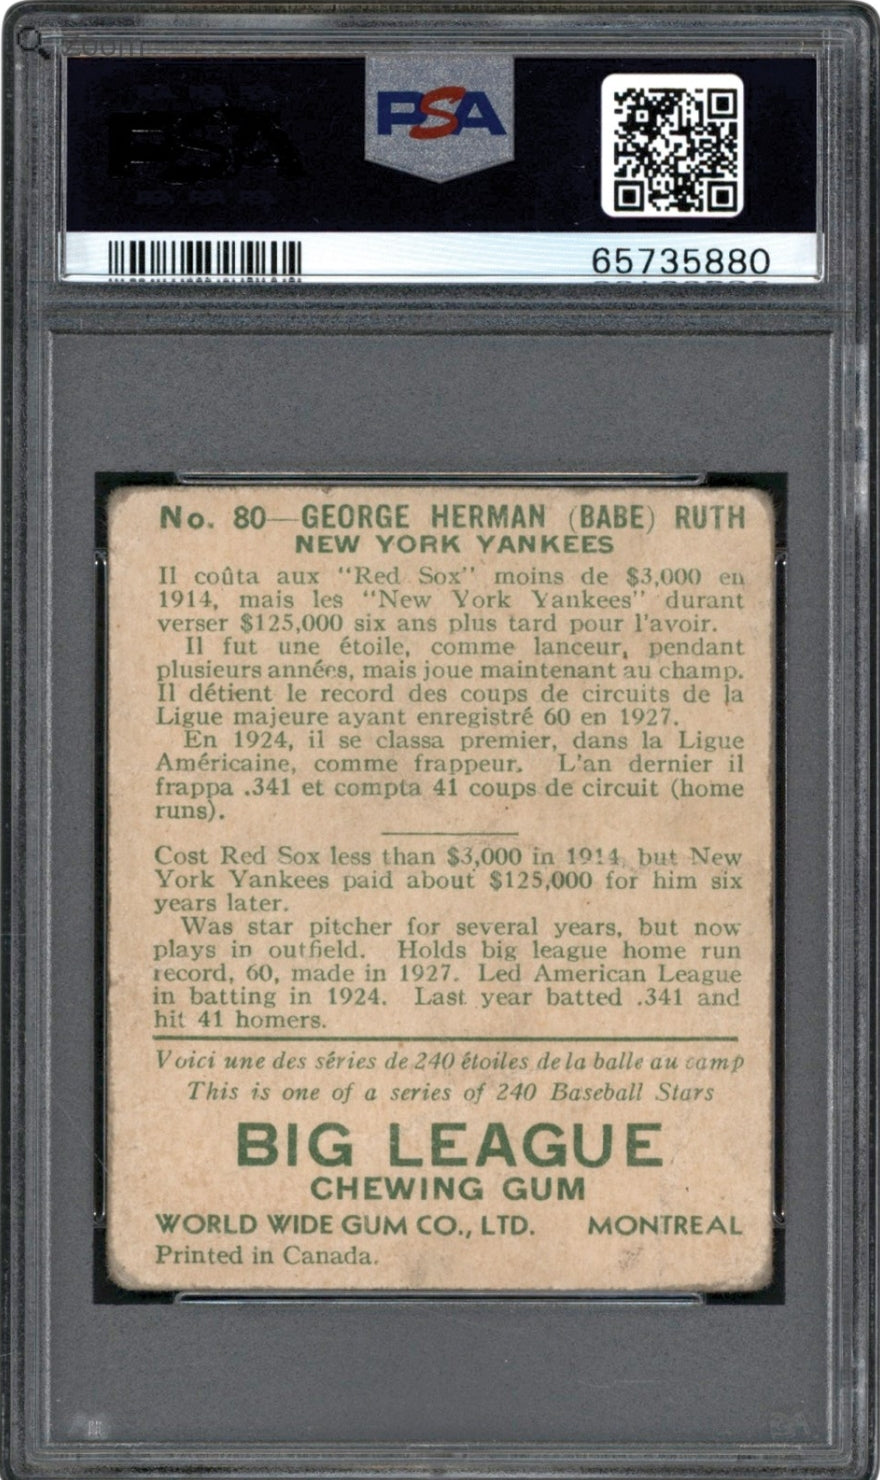 Zoom
PSA
65735880
No. 80—GEORGE HERMAN (BABE) RUTH
NEW YORK YANKEES
Il coûta aux "Red Sox" moins de $3,000 en
1914, mais les "New York Yankees" durant
verser $125,000 six ans plus tard pour l'avoir.
Il fut une étoile, comme lanceur, pendant
plusieurs années, mais joue maintenant au champ.
Il détient le record des coups de circuits de la
Ligue majeure ayant enregistré 60 en 1927.
En 1924, il se classa premier, dans la Ligue
Américaine, comme frappeur. L'an dernier il
frappa .341 et compta 41 coups de circuit (home
runs).
Cost Red Sox less than $3,000 in 1914, but New
York Yankees paid about $125,000 for him six
years later.
Was star pitcher for several years, but now
plays in outfield. Holds big league home run
record, 60, made in 1927. Led American League
in batting in 1924. Last year batted .341 and
hit 41 homers.
Voici une des séries de 240 étoiles de la balle au camp
This is one of a series of 240 Baseball Stars
BIG LEAGUE
CHEWING GUM
WORLD WIDE GUM CO., LTD. MONTREAL
Printed in Canada.